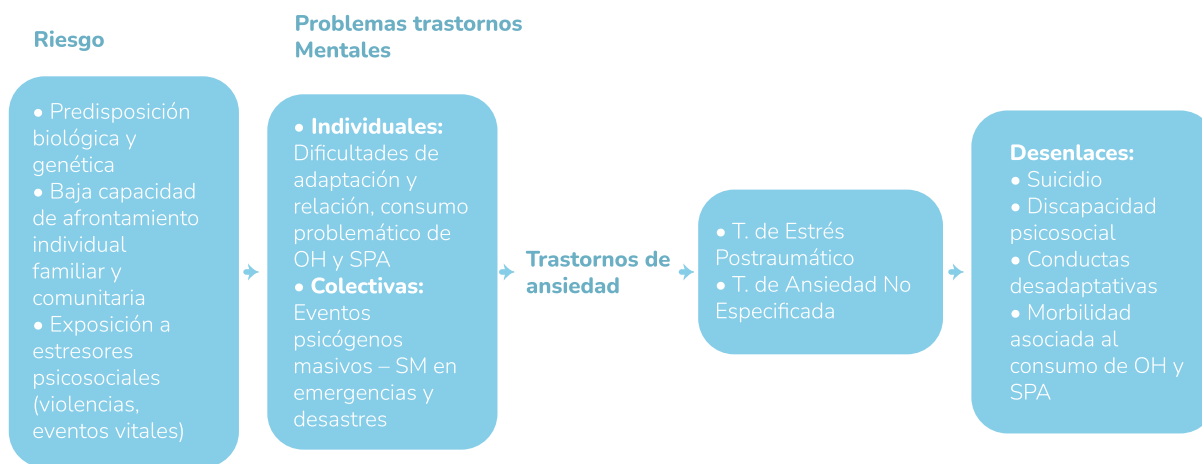 Riesgo
• Predisposición
biológica y
genética
• Baja capacidad
de afrontamiento
individual
familiar y
comunitaria
• Exposición a
estresores
psicosociales
(violencias,
eventos vitales)
Problemas trastornos
Mentales
• Individuales:
Dificultades de
adaptación y
relación, consumo
problemático de
OH y SPA
• Colectivas:
Eventos
psicógenos
masivos – SM en
emergencias y
desastres
Trastornos de
ansiedad
• T. de Estrés
Postraumático
• T. de Ansiedad No
Especificada
Desenlaces:
• Suicidio
• Discapacidad
psicosocial
• Conductas
desadaptativas
• Morbilidad
asociada al
consumo de OH y
SPA